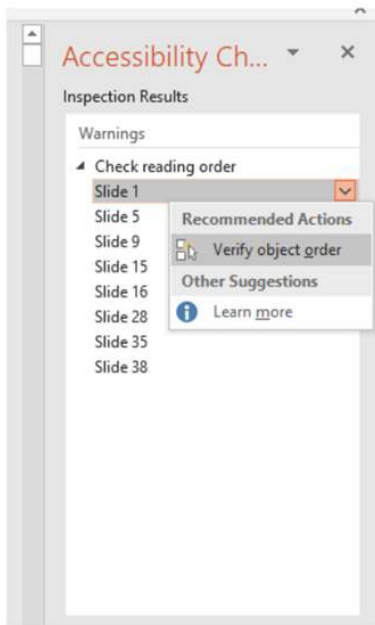 Accessibility Ch...
Inspection Results
Warnings
Check reading order
Slide 1
Slide 5
Slide 9
Slide 15
Slide 16
Slide 28
Slide 35
Slide 38
Recommended Actions
Verify object order
Other Suggestions
Learn more